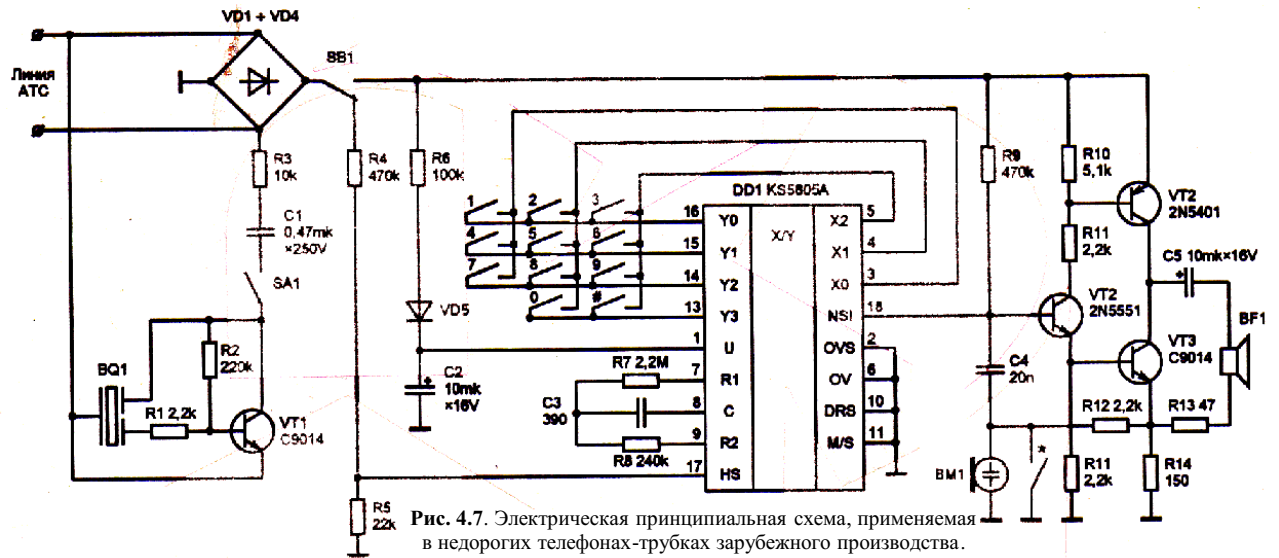 VD1 + VD4
BB1
Линия
АТС
R3
10k
R4
470k
R6
100k
R9
470k
R10
5,1k
VT2
2N5401
DD1 KS5805A
C1
0,47mk
×250V
1
2
3
16
Y0
X/Y
X2
5
4
5
6
15
Y1
X1
4
R11
2,2k
C5 10mk×16V
7
8
9
14
Y2
X0
3
SA1
0
#
13
Y3
NSI
18
VT2
2N5551
VD5
1
U
OVS
2
VT3
C9014
BF1
R2
220k
BQ1
C2
10mk
×16V
R7 2,2M
7
R1
OV
6
C4
20n
C3
390
8
C
DRS
10
R1 2,2k
VT1
C9014
9
R2
M/S
11
R12 2,2k
R13 47
R8 240k
17
HS
BM1
*
R11
2,2k
R14
150
R5
22k
Рис. 4.7. Электрическая принципиальная схема, применяемая
в недорогих телефонах-трубках зарубежного производства.